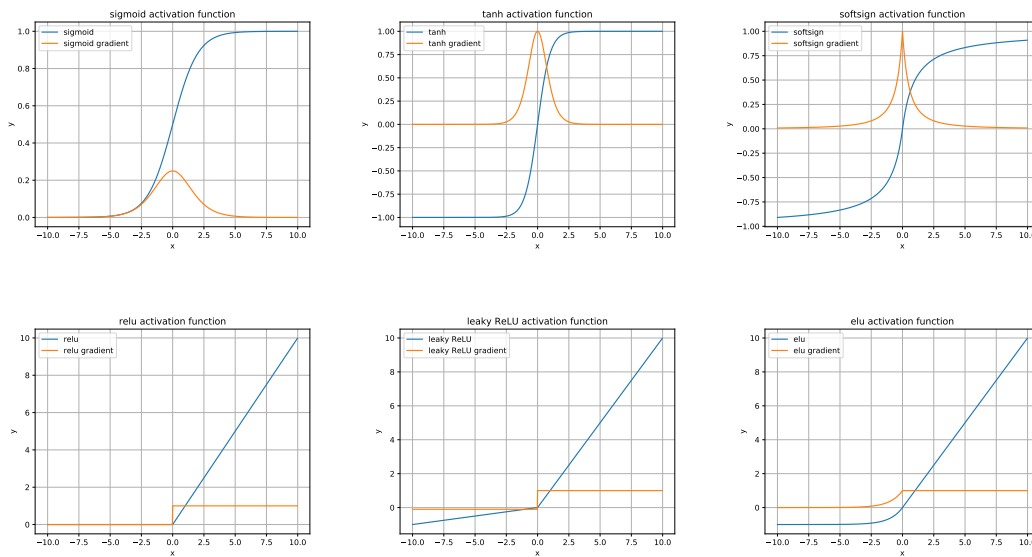 sigmoid activation function
sigmoid
sigmoid gradient
y
1.0
0.8
0.6
0.4
0.2
0.0
−10.0 −7.5 −5.0 −2.5 0.0 2.5 5.0 7.5 10.0
x
tanh activation function
tanh
tanh gradient
y
1.00
0.75
0.50
0.25
0.00
−0.25
−0.50
−0.75
−1.00
−10.0 −7.5 −5.0 −2.5 0.0 2.5 5.0 7.5 10.0
x
softsign activation function
softsign
softsign gradient
y
1.00
0.75
0.50
0.25
0.00
−0.25
−0.50
−0.75
−1.00
−10.0 −7.5 −5.0 −2.5 0.0 2.5 5.0 7.5 10.0
x
relu activation function
relu
relu gradient
y
10
8
6
4
2
0
−10.0 −7.5 −5.0 −2.5 0.0 2.5 5.0 7.5 10.0
x
leaky ReLU activation function
leaky ReLU
leaky ReLU gradient
y
10
8
6
4
2
0
−10.0 −7.5 −5.0 −2.5 0.0 2.5 5.0 7.5 10.0
x
elu activation function
elu
elu gradient
y
10
8
6
4
2
0
−10.0 −7.5 −5.0 −2.5 0.0 2.5 5.0 7.5 10.0
x